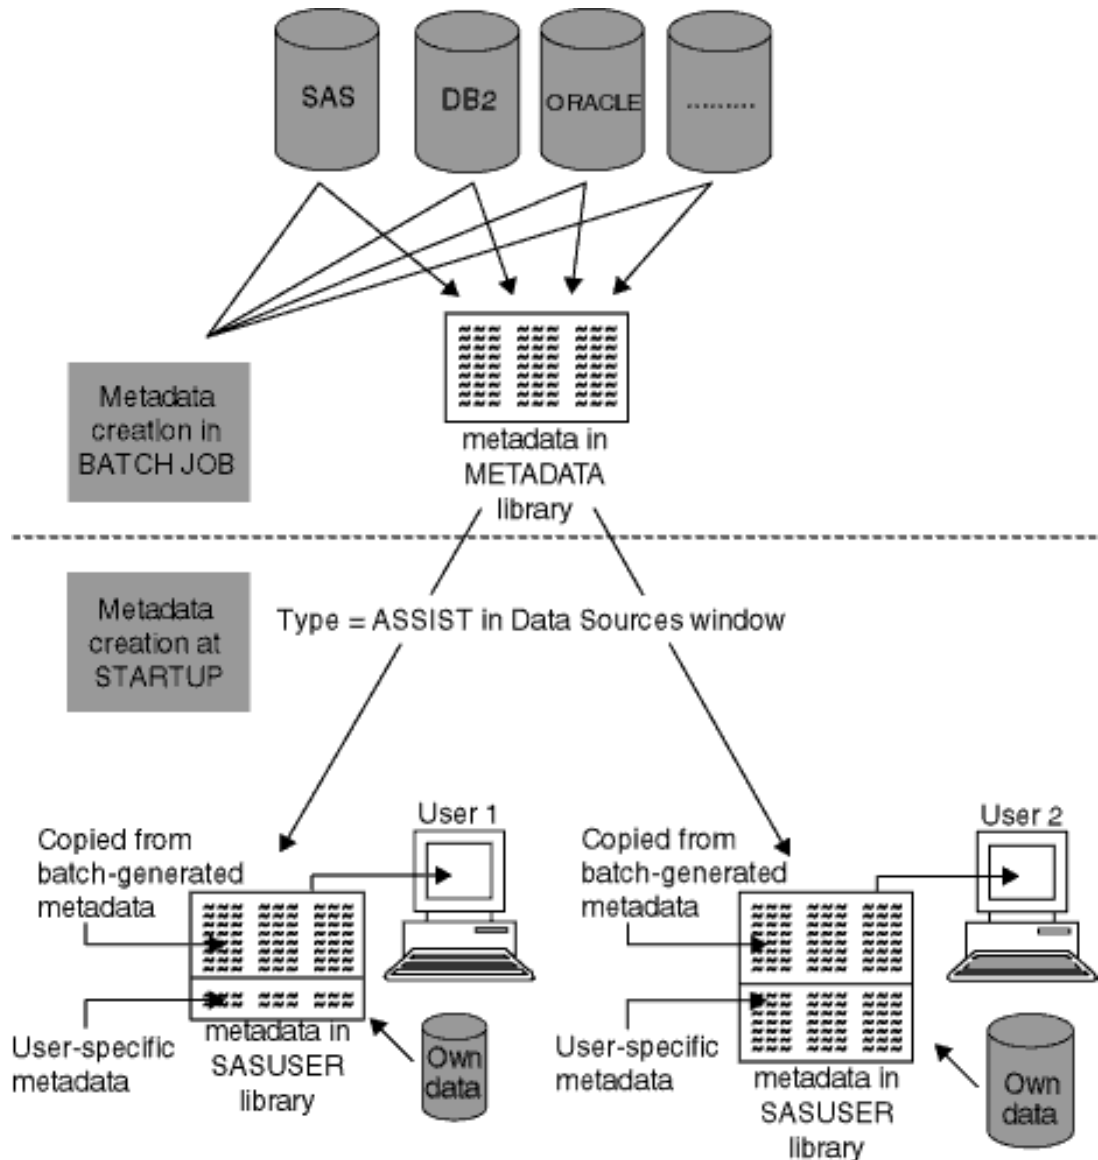 SAS
DB2
ORACLE
.........
Metadata
creation in
BATCH JOB
metadata in
METADATA
library
Metadata
creation at
STARTUP
Type = ASSIST in Data Sources window
User 1
Copied from
batch-generated
metadata
User-specific
metadata
metadata in
SASUSER
library
Own
data
User 2
Copied from
batch-generated
metadata
User-specific
metadata
metadata in
SASUSER
library
Own
data